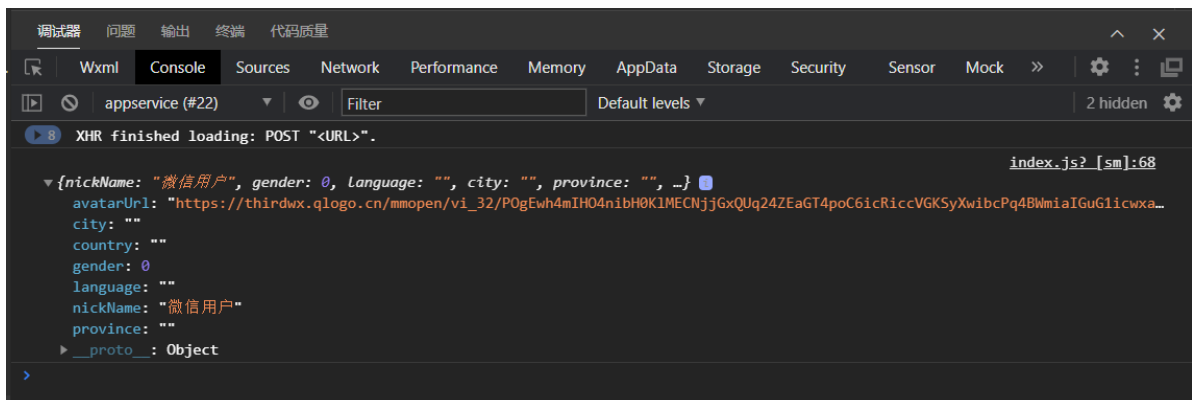 调试器 问题 输出 终端 代码质量
Wxml Console Sources Network Performance Memory AppData Storage Security Sensor Mock »
appservice (#22) ▼ Filter Default levels ▼ 2 hidden
▶ 8 XHR finished loading: POST "<URL>".
index.js? [sm]:68
▼ {nickName: "微信用户", gender: 0, language: "", city: "", province: "", …}
avatarUrl: "https://thirdwx.qlogo.cn/mmopen/vi_32/POgEwh4mIHO4nibH0KlMECNjjGxQUq24ZEaGT4poC6icRiccVGKSyXwibcPq4BWmiaIGuG1icwxa…
city: ""
country: ""
gender: 0
language: ""
nickName: "微信用户"
province: ""
▶ __proto__: Object
>